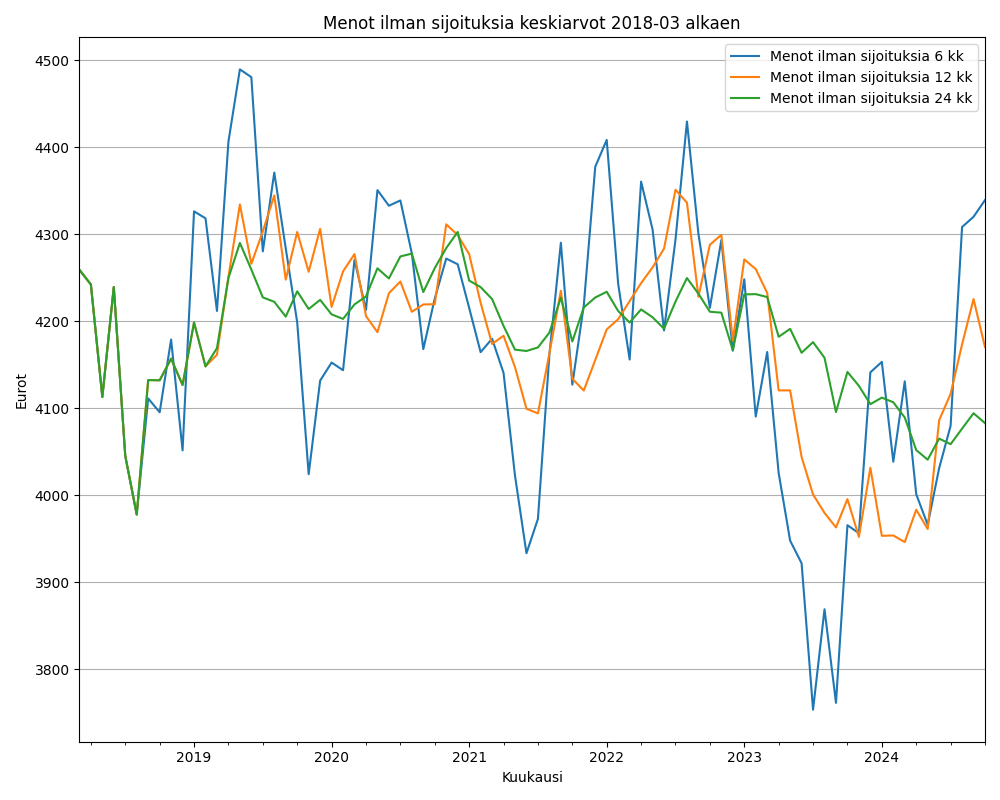 Menot ilman sijoituksia keskiarvot 2018-03 alkaen
Menot ilman sijoituksia 6 kk
Menot ilman sijoituksia 12 kk
Menot ilman sijoituksia 24 kk
Eurot
4500
4400
4300
4200
4100
4000
3900
3800
2019 2020 2021 2022 2023 2024
Kuukausi